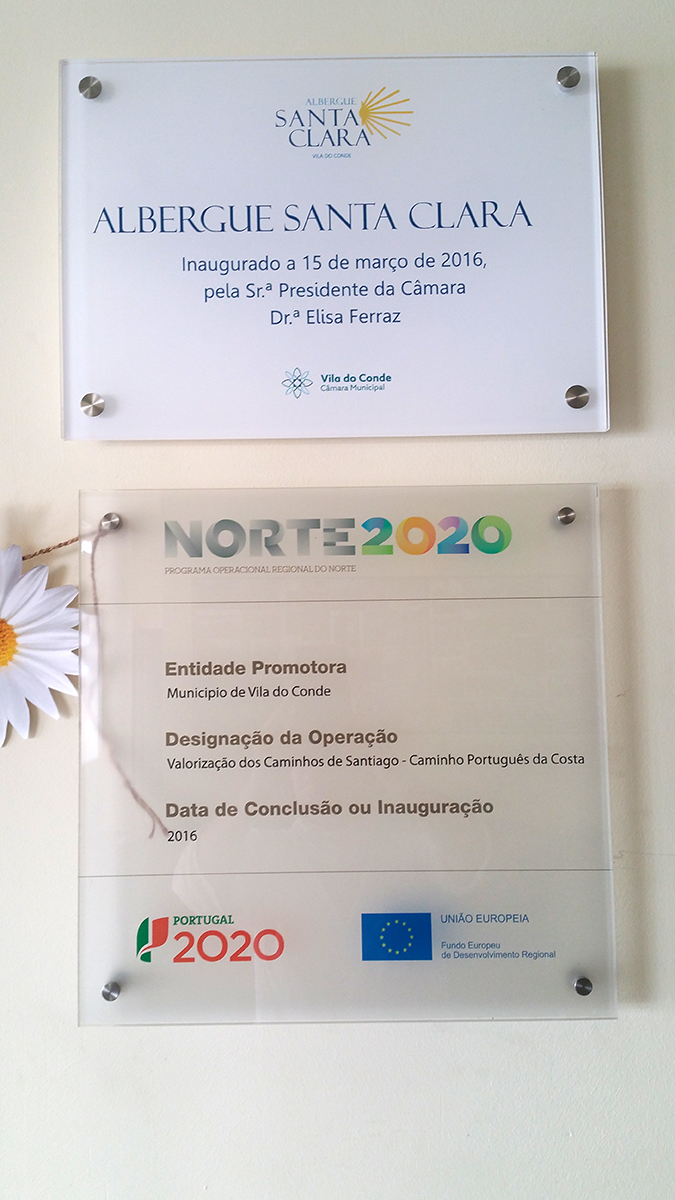 ALBERGUE
SANTA
CLARA
VILA DO CONDE
ALBERGUE SANTA CLARA
Inaugurado a 15 de março de 2016,
pela Sr.ª Presidente da Câmara
Dr.ª Elisa Ferraz
Vila do Conde
Câmara Municipal
NORTE2020
PROGRAMA OPERACIONAL REGIONAL DO NORTE
Entidade Promotora
Municipio de Vila do Conde
Designação da Operação
Valorização dos Caminhos de Santiago - Caminho Português da Costa
Data de Conclusão ou Inauguração
2016
PORTUGAL
2020
UNIÃO EUROPEIA
Fundo Europeu
de Desenvolvimento Regional